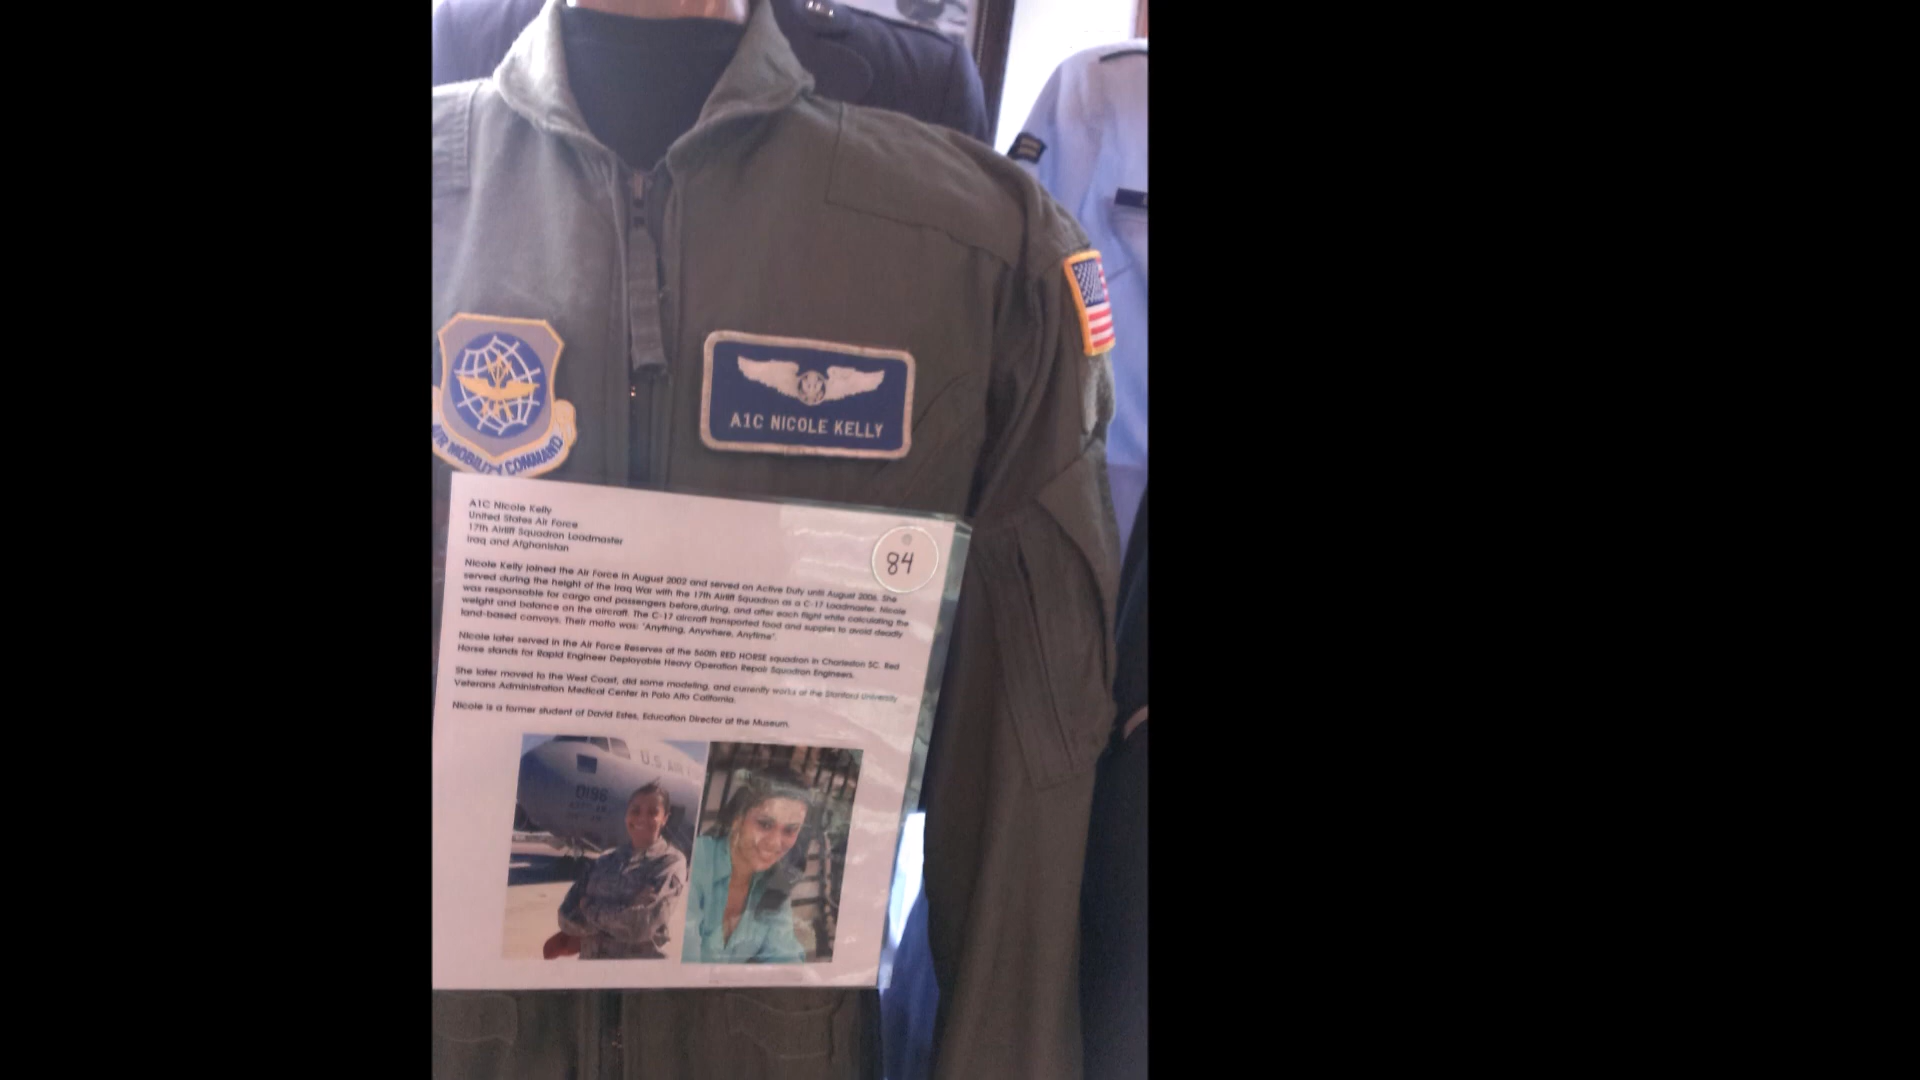 AIR MOBILITY COMMAND
A1C NICOLE KELLY
A1C Nicole Kelly
United States Air Force
17th Airlift Squadron Loadmaster
Iraq and Afghanistan
84
Nicole Kelly joined the Air Force in August 2002 and served on Active Duty until August 2006. She
served during the height of the Iraq War with the 17th Airlift Squadron as a C-17 Loadmaster. Nicole
was responsable for cargo and passengers before,during, and after each flight while calculating the
weight and balance on the aircraft. The C-17 aircraft transported food and supplies to avoid deadly
land-based convoys. Their motto was: "Anything, Anywhere, Anytime".
Nicole later served in the Air Force Reserves at the 560th RED HORSE squadron in Charleston SC. Red
Horse stands for Rapid Engineer Deployable Heavy Operation Repair Squadron Engineers.
She later moved to the West Coast, did some modeling, and currently works at the Stanford University
Veterans Administration Medical Center in Palo Alto California.
Nicole is a former student of David Estes, Education Director at the Museum.
U.S. AIR
0196